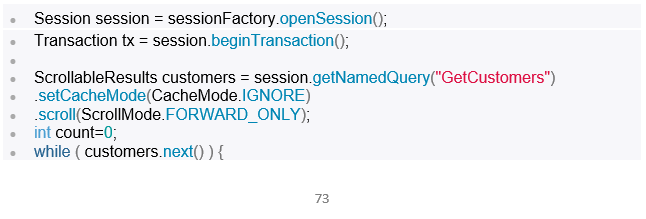 Session session = sessionFactory.openSession();
Transaction tx = session.beginTransaction();
ScrollableResults customers = session.getNamedQuery("GetCustomers")
.setCacheMode(CacheMode.IGNORE)
.scroll(ScrollMode.FORWARD_ONLY);
int count=0;
while ( customers.next() ) {
73